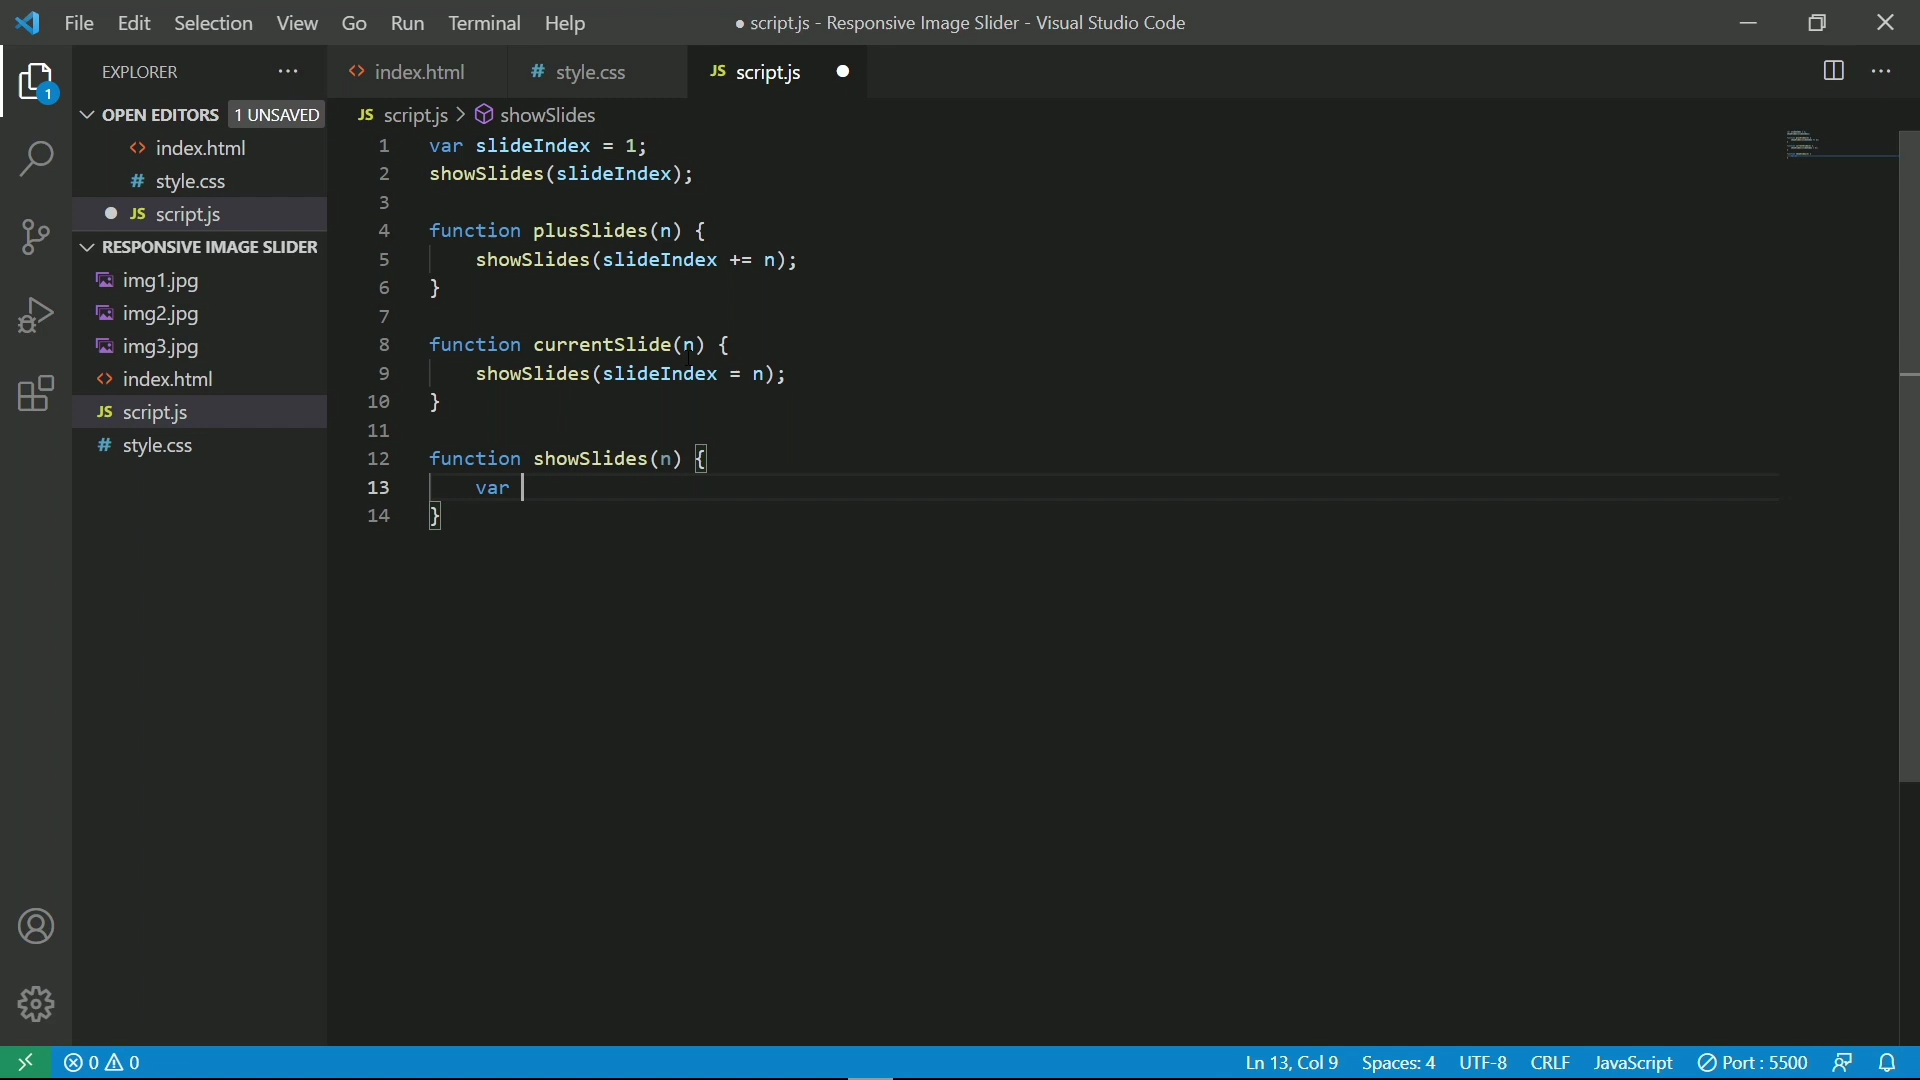 File Edit Selection View Go Run Terminal Help
● script.js - Responsive Image Slider - Visual Studio Code
EXPLORER
OPEN EDITORS 1 UNSAVED
<> index.html
# style.css
● JS script.js
RESPONSIVE IMAGE SLIDER
img1.jpg
img2.jpg
img3.jpg
<> index.html
JS script.js
# style.css
1
<> index.html # style.css JS script.js ●
JS script.js > showSlides
1 var slideIndex = 1;
2 showSlides(slideIndex);
3
4 function plusSlides(n) {
5 showSlides(slideIndex += n);
6 }
7
8 function currentSlide(n) {
9 showSlides(slideIndex = n);
10 }
11
12 function showSlides(n) {
13 var
14 }
0 0 Ln 13, Col 9 Spaces: 4 UTF-8 CRLF JavaScript Port : 5500